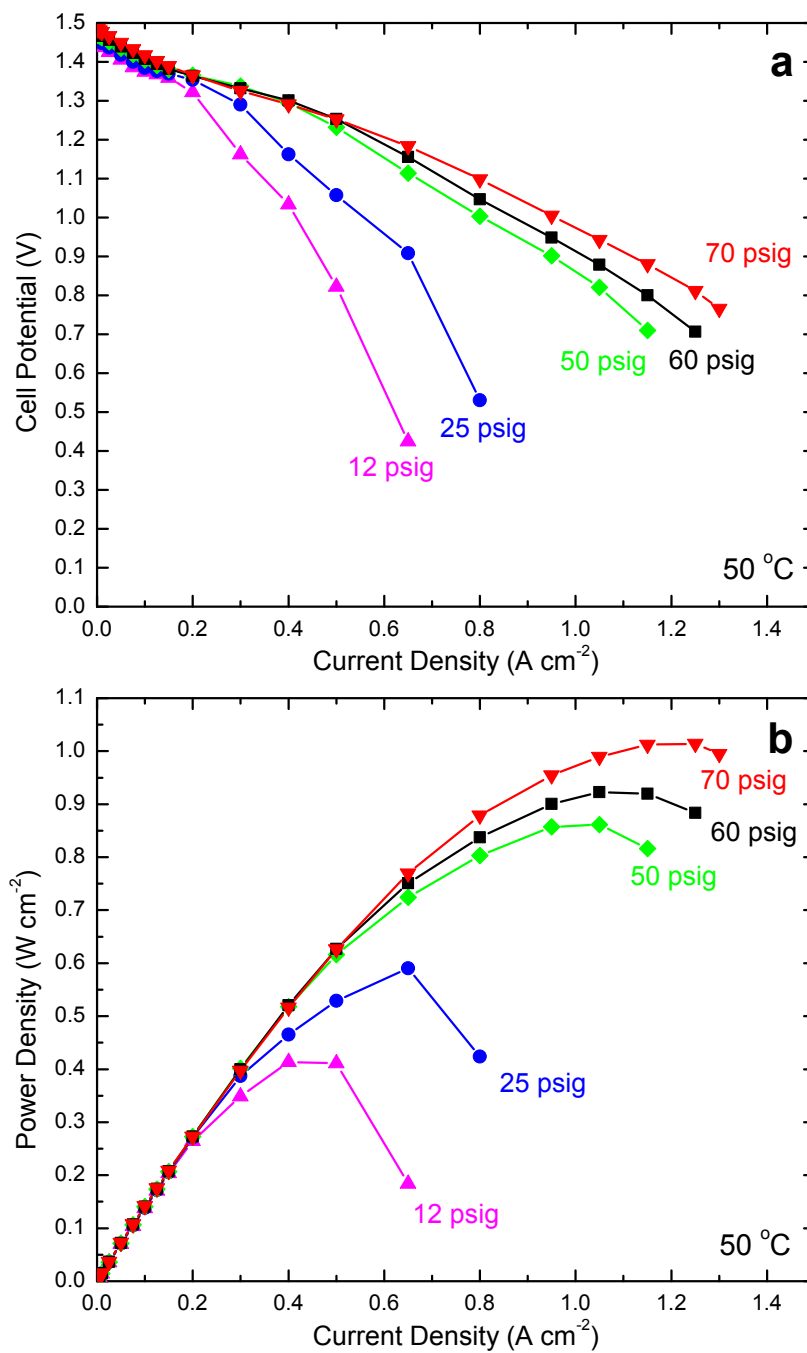 a
1.5
1.4
1.3
1.2
1.1
1.0
0.9
0.8
0.7
0.6
0.5
0.4
0.3
0.2
0.1
0.0
Cell Potential (V)
70 psig
60 psig
50 psig
25 psig
12 psig
50 °C
0.0 0.2 0.4 0.6 0.8 1.0 1.2 1.4
Current Density (A cm⁻²)
b
1.1
1.0
0.9
0.8
0.7
0.6
0.5
0.4
0.3
0.2
0.1
0.0
Power Density (W cm⁻²)
70 psig
60 psig
50 psig
25 psig
12 psig
50 °C
0.0 0.2 0.4 0.6 0.8 1.0 1.2 1.4
Current Density (A cm⁻²)